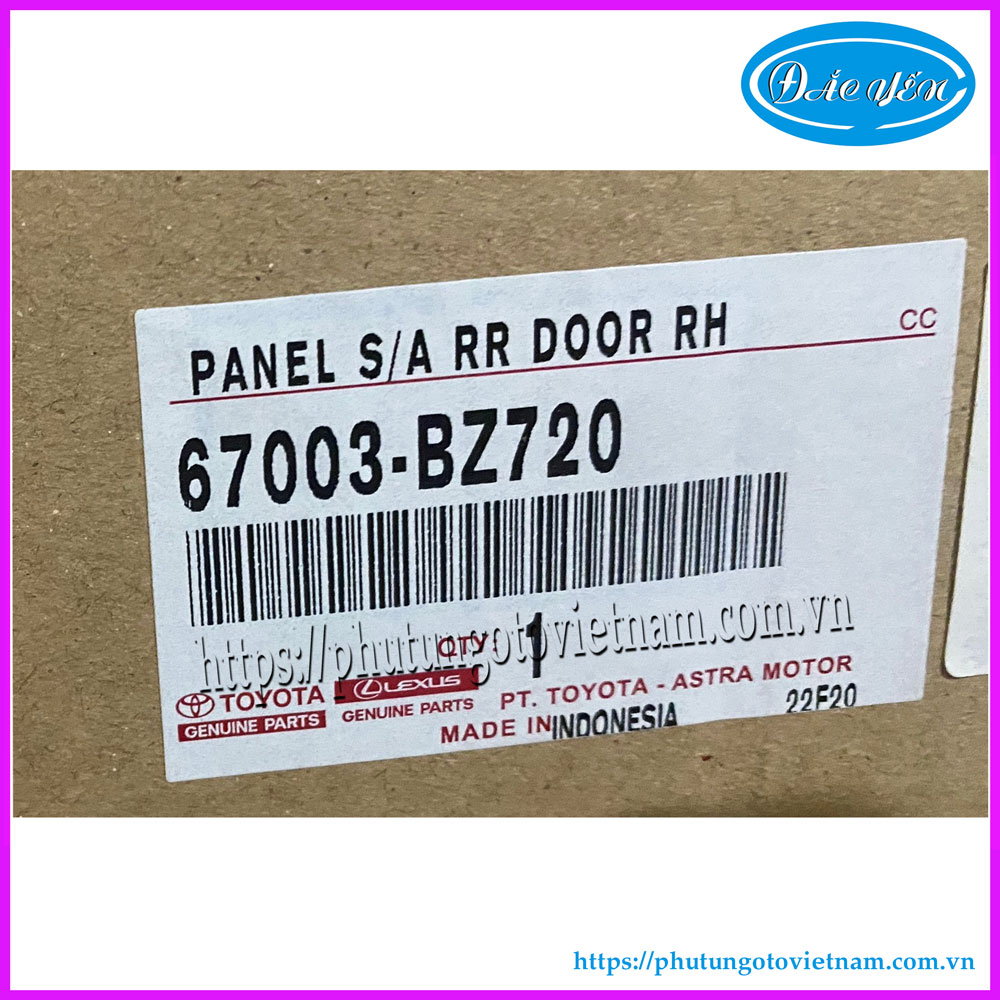 ĐẮC YẾN
PANEL S/A RR DOOR RH
CC
67003-BZ720
https://phutungotovietnam.com.vn
QTY: 1
TOYOTA
GENUINE PARTS
LEXUS
GENUINE PARTS
PT. TOYOTA - ASTRA MOTOR
MADE IN INDONESIA
22F20
https://phutungotovietnam.com.vn